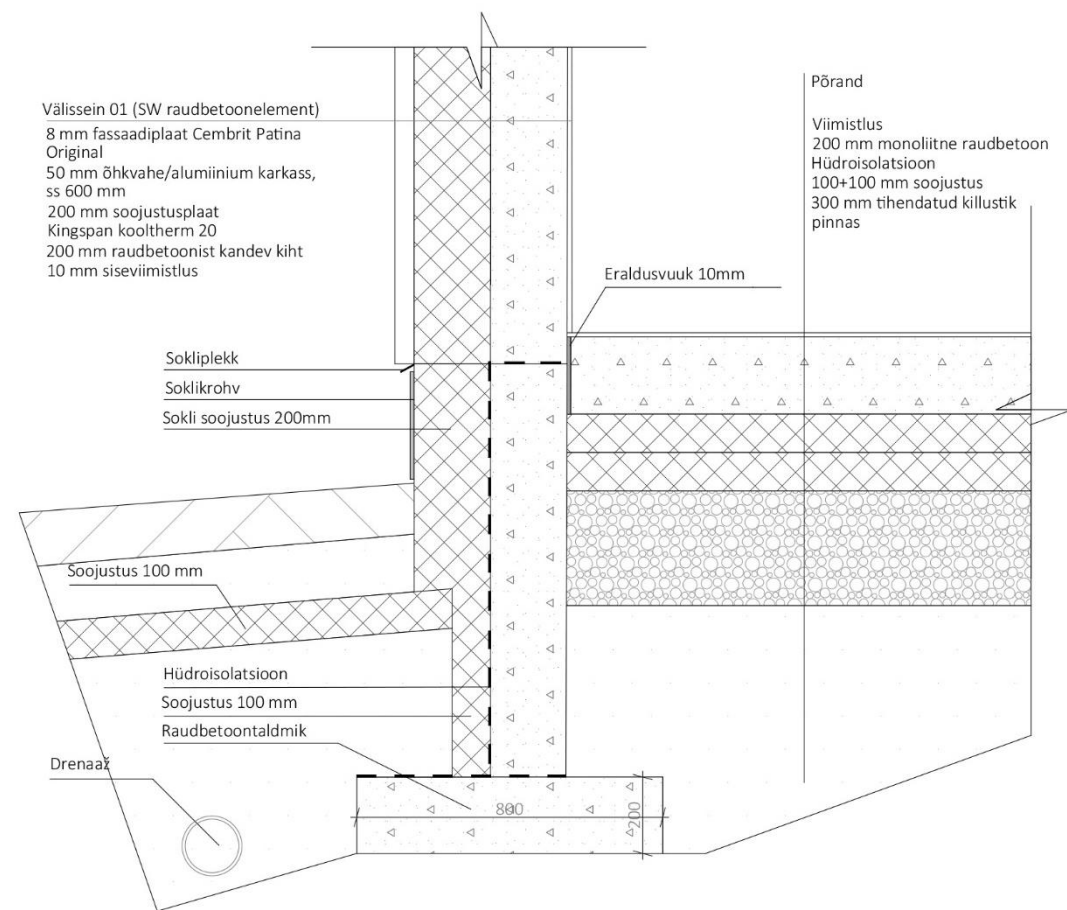 Välissein 01 (SW raudbetoonelement)
8 mm fassaadiplaat Cembrit Patina
Original
50 mm õhkvahe/alumiinium karkass,
ss 600 mm
200 mm soojustusplaat
Kingspan kooltherm 20
200 mm raudbetoonist kandev kiht
10 mm siseviimistlus
Põrand
Viimistlus
200 mm monoliitne raudbetoon
Hüdroisolatsioon
100+100 mm soojustus
300 mm tihendatud killustik
pinnas
Eraldusvuuk 10mm
Sokliplekk
Soklikrohv
Sokli soojustus 200mm
Soojustus 100 mm
Hüdroisolatsioon
Soojustus 100 mm
Raudbetoontaldmik
Drenaaž
800
200